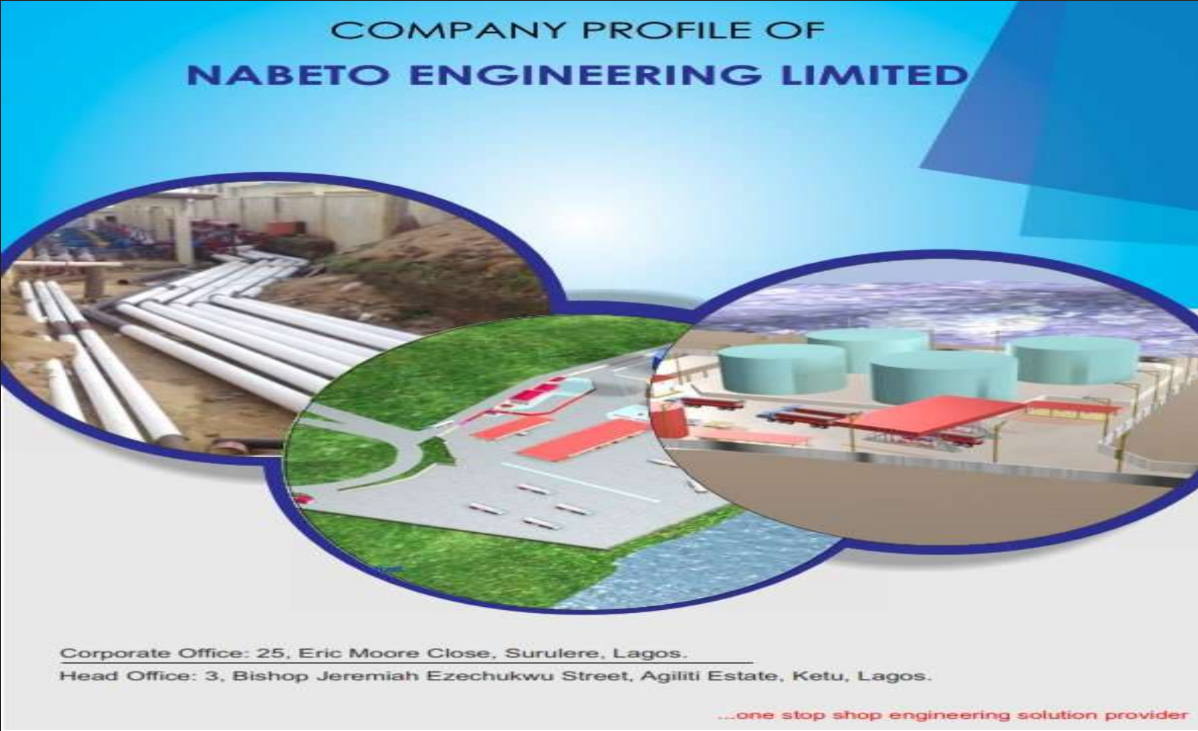 COMPANY PROFILE OF
NABETO ENGINEERING LIMITED
Corporate Office: 25, Eric Moore Close, Surulere, Lagos.
Head Office: 3, Bishop Jeremiah Ezechukwu Street, Agiliti Estate, Ketu, Lagos.
...one stop shop engineering solution provider